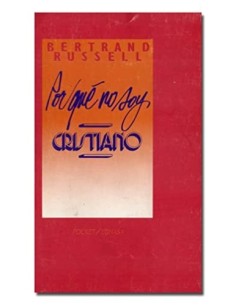 BERTRAND
RUSSELL
Por qué no soy
CRISTIANO